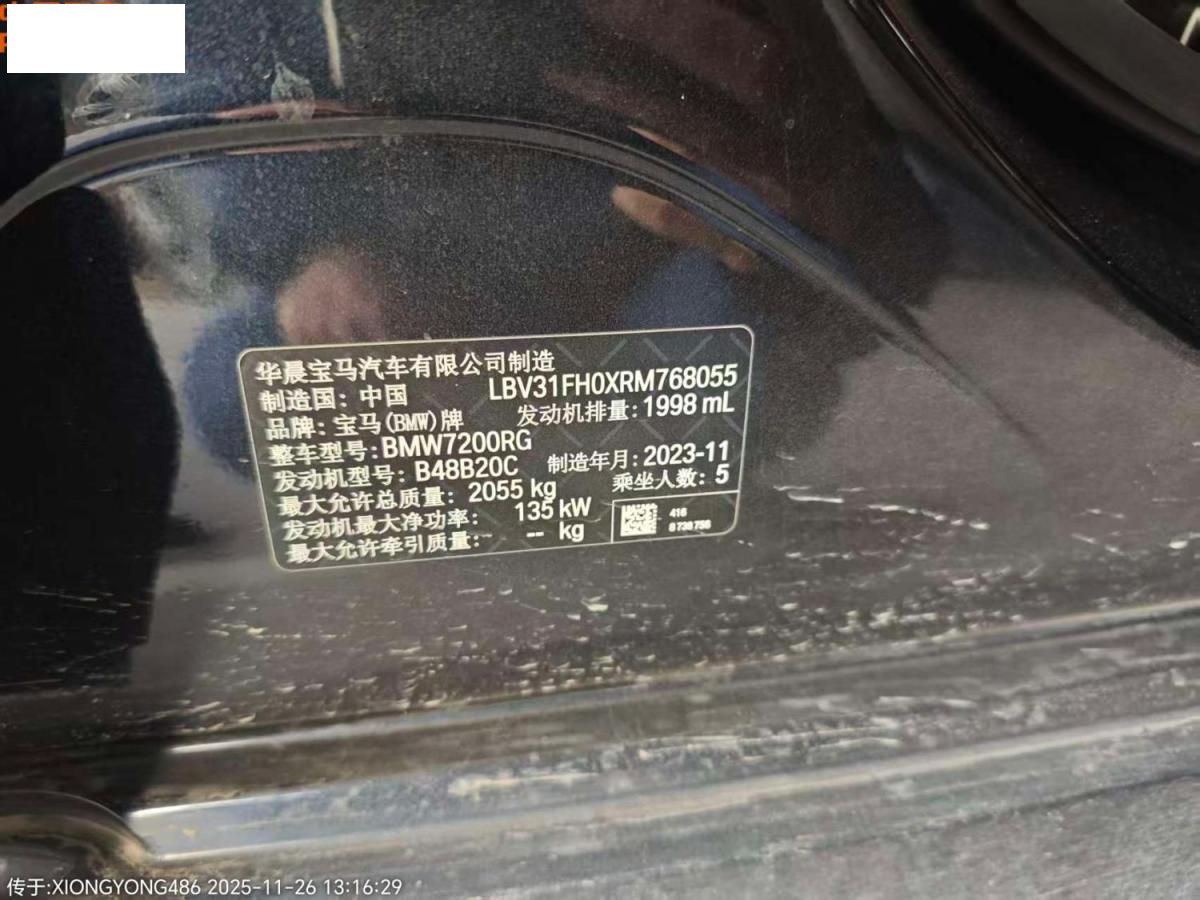 华晨宝马汽车有限公司制造
制造国：中国 LBV31FH0XRM768055
品牌：宝马(BMW)牌 发动机排量：1998 mL
整车型号：BMW7200RG
发动机型号：B48B20C 制造年月：2023-11
最大允许总质量：2055 kg 乘坐人数：5
发动机最大净功率：135 kW
最大允许牵引质量：-- kg
416
8738756
传于:XIONGYONG486 2025-11-26 13:16:29